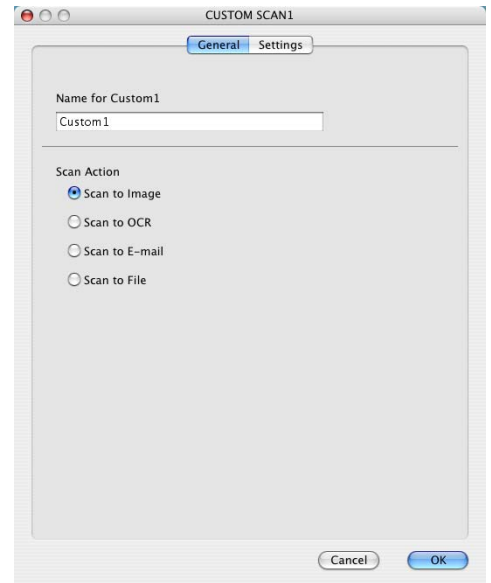 CUSTOM SCAN1
General Settings
Name for Custom1
Custom1
Scan Action
Scan to Image
Scan to OCR
Scan to E-mail
Scan to File
Cancel OK